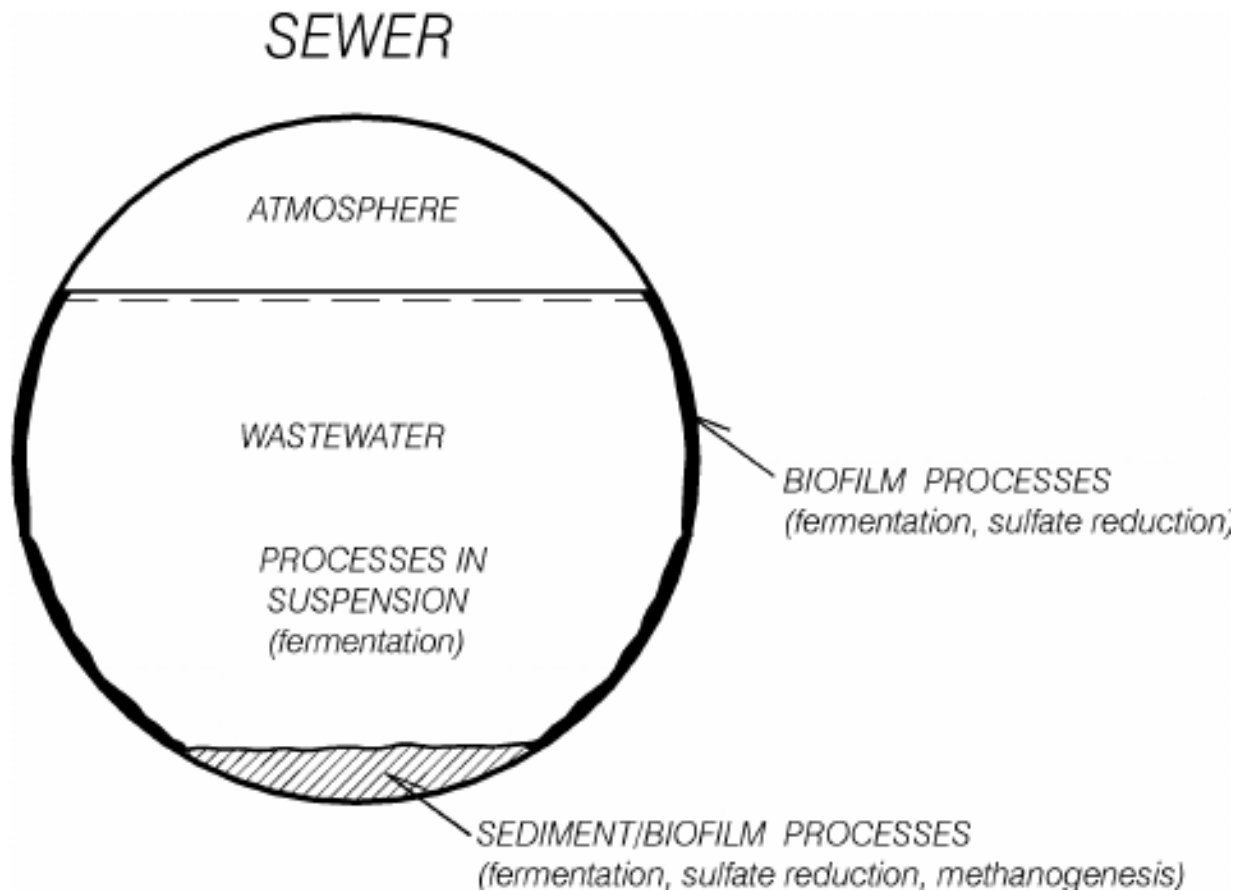 SEWER
ATMOSPHERE
WASTEWATER
BIOFILM PROCESSES
(fermentation, sulfate reduction)
PROCESSES IN
SUSPENSION
(fermentation)
SEDIMENT/BIOFILM PROCESSES
(fermentation, sulfate reduction, methanogenesis)